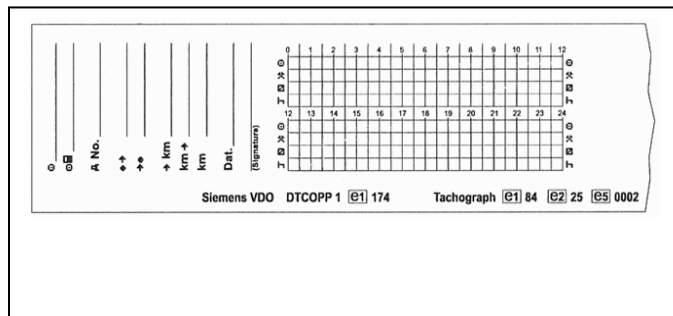 A No.
km
km
km
Dat.
(Signature)
0 1 2 3 4 5 6 7 8 9 10 11 12
12 13 14 15 16 17 18 19 20 21 22 23 24
Siemens VDO DTCOPP 1 e1 174 Tachograph e1 84 e2 25 e5 0002